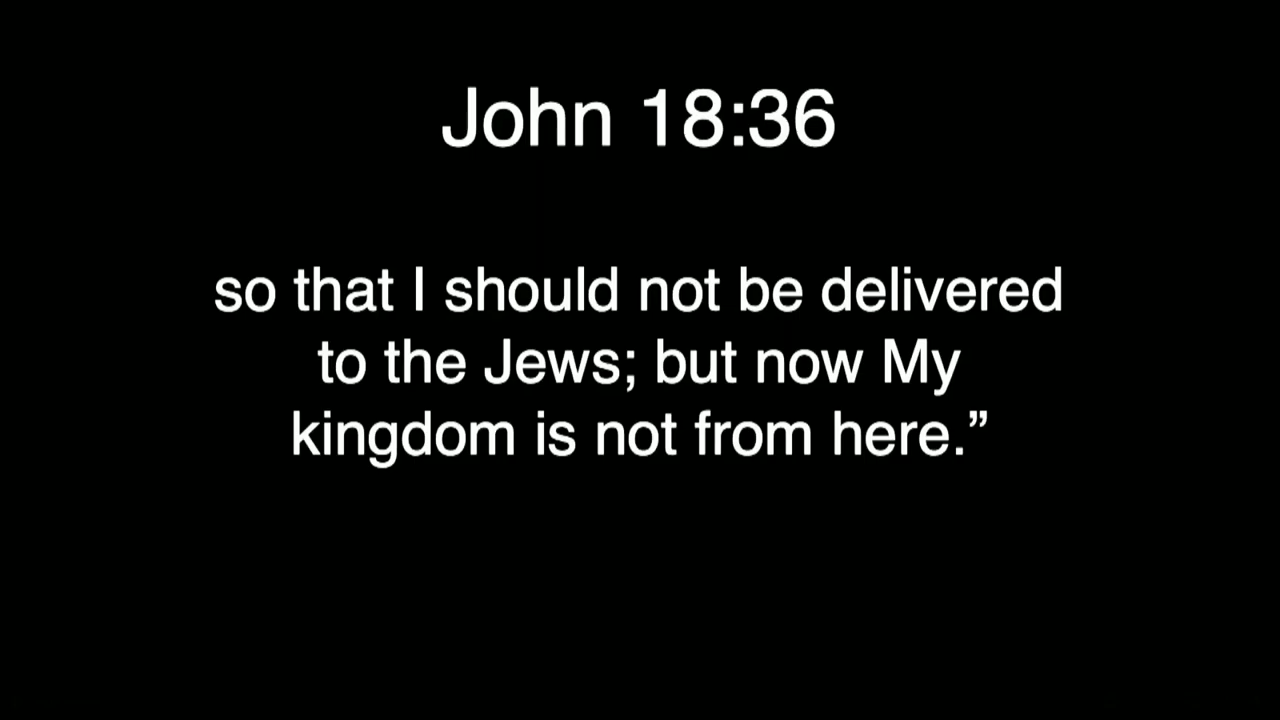 John 18:36
so that I should not be delivered
to the Jews; but now My
kingdom is not from here.”